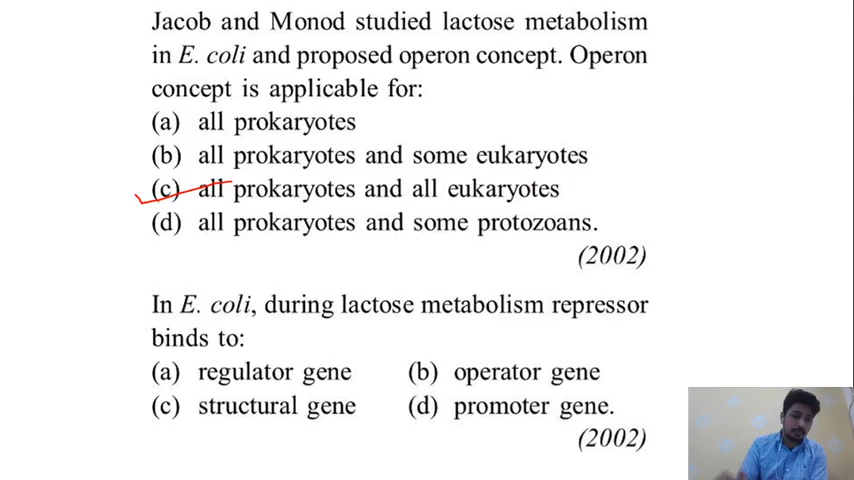 Jacob and Monod studied lactose metabolism
in E. coli and proposed operon concept. Operon
concept is applicable for:
(a) all prokaryotes
(b) all prokaryotes and some eukaryotes
(c) all prokaryotes and all eukaryotes
(d) all prokaryotes and some protozoans.
(2002)
In E. coli, during lactose metabolism repressor
binds to:
(a) regulator gene (b) operator gene
(c) structural gene (d) promoter gene.
(2002)